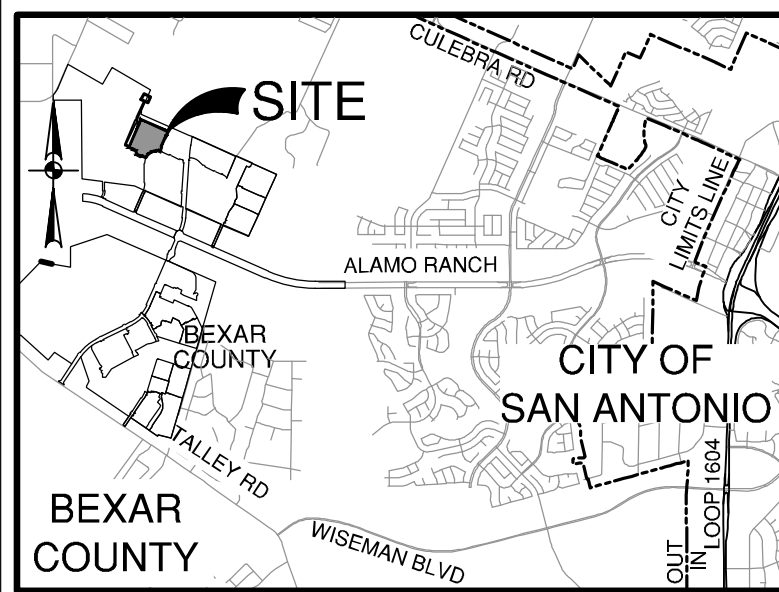 CULEBRA RD
SITE
CITY
LIMITS LINE
ALAMO RANCH
BEXAR
COUNTY
CITY OF
SAN ANTONIO
TALLEY RD
LOOP 1604
BEXAR
COUNTY
WISEMAN BLVD
OUT
IN